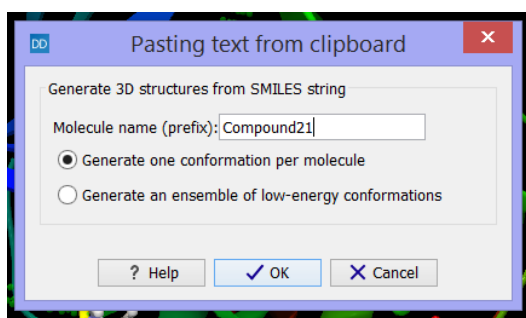 DD Pasting text from clipboard
Generate 3D structures from SMILES string
Molecule name (prefix): Compound21
Generate one conformation per molecule
Generate an ensemble of low-energy conformations
? Help OK Cancel